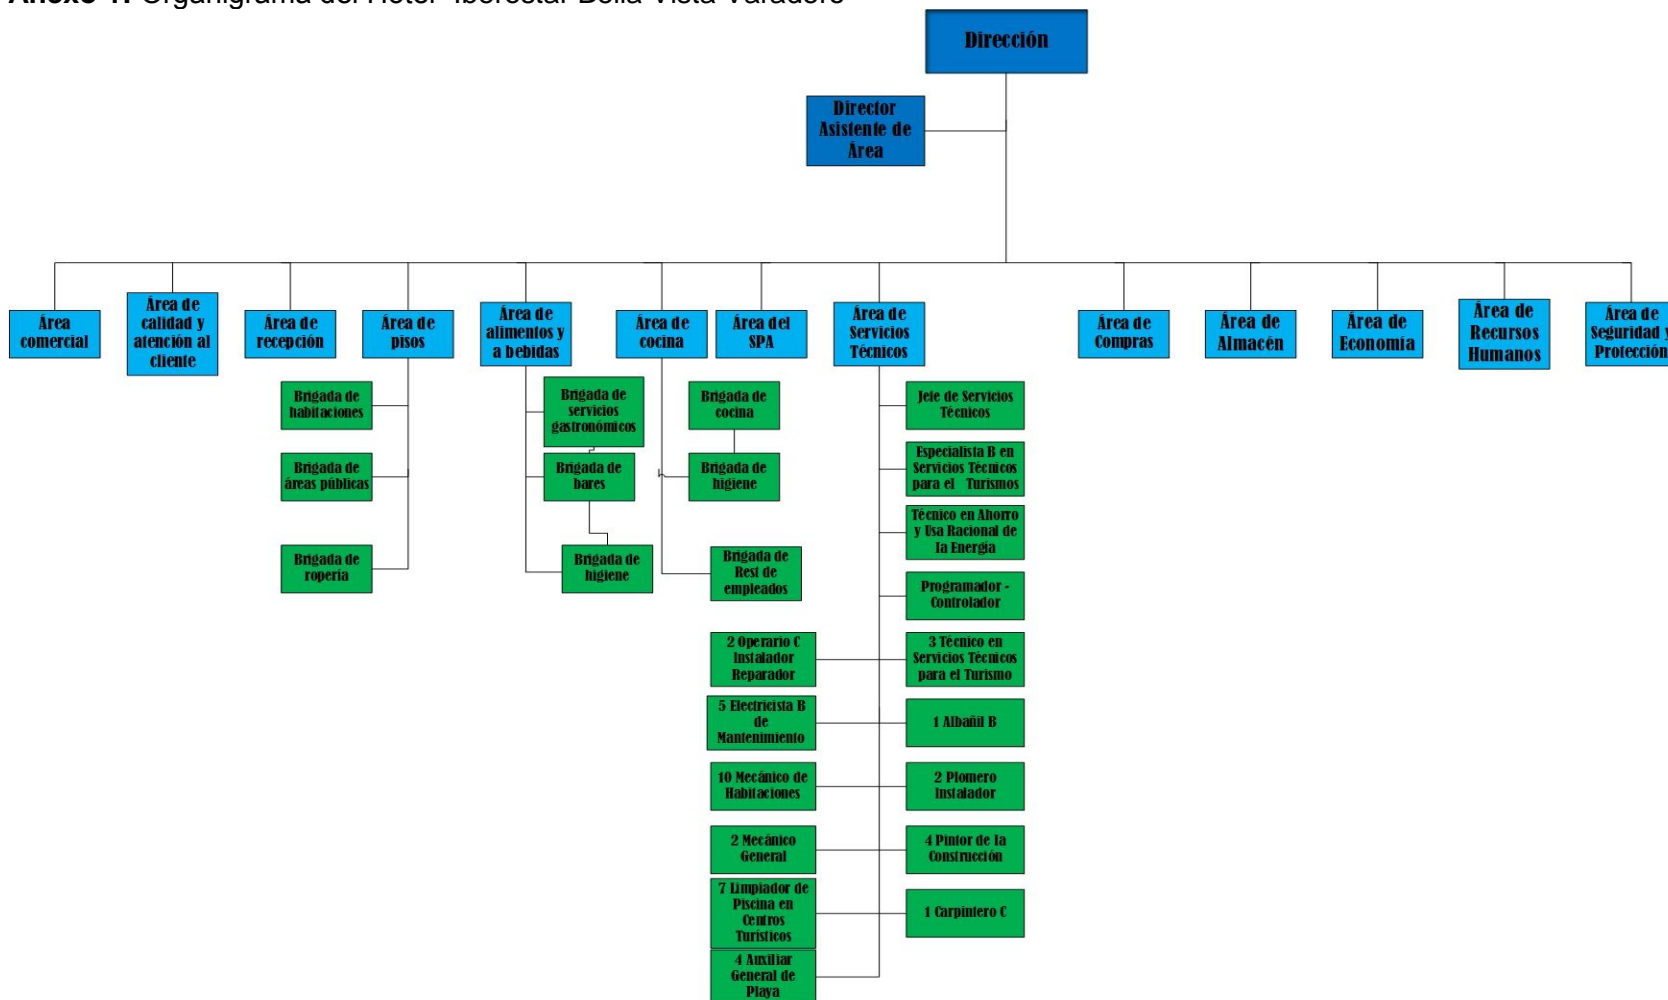 Anexo 1: Organigrama del Hotel Iberostar Bella Vista Varadero
Dirección
Director
Asistente de
Área
Área
comercial
Área de
calidad y
atención al
cliente
Área de
recepción
Área de
pisos
Área de
alimentos y
a bebidas
Área de
cocina
Área del
SPA
Área de
Servicios
Técnicos
Área de
Compras
Área de
Almacén
Área de
Economía
Área de
Recursos
Humanos
Área de
Seguridad y
Protección
Brigada de
habitaciones
Brigada de
áreas públicas
Brigada de
ropería
Brigada de
servicios
gastronómicos
Brigada de
bares
Brigada de
higiene
Brigada de
cocina
Brigada de
higiene
Brigada de
Rest de
empleados
Jefe de Servicios
Técnicos
Especialista B en
Servicios Técnicos
para el Turismos
Técnico en Ahorro
y Usa Racional de
la Energía
Programador -
Controlador
2 Operario C
Instalador
Reparador
3 Técnico en
Servicios Técnicos
para el Turismo
5 Electricista B
de
Mantenimiento
1 Albañil B
10 Mecánico de
Habitaciones
2 Plomero
Instalador
2 Mecánico
General
4 Pintor de la
Construcción
7 Limpiador de
Piscina en
Centros
Turísticos
1 Carpintero C
4 Auxiliar
General de
Playa